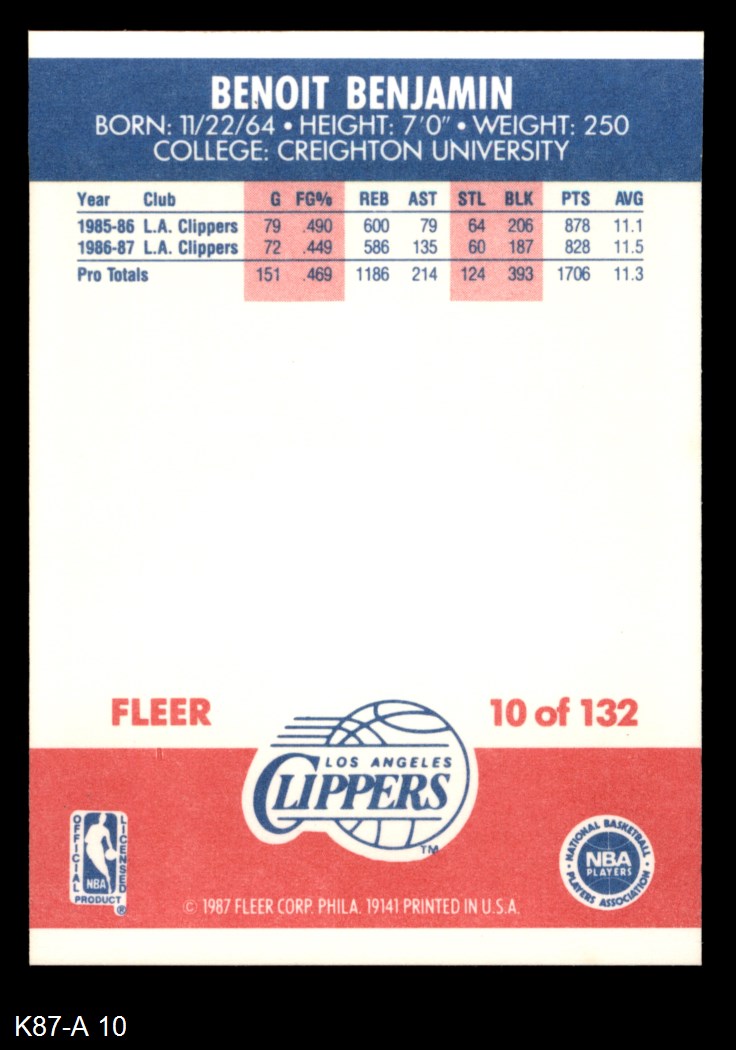 BENOIT BENJAMIN
BORN: 11/22/64 • HEIGHT: 7'0" • WEIGHT: 250
COLLEGE: CREIGHTON UNIVERSITY
Year Club G FG% REB AST STL BLK PTS AVG
1985-86 L.A. Clippers 79 .490 600 79 64 206 878 11.1
1986-87 L.A. Clippers 72 .449 586 135 60 187 828 11.5
Pro Totals 151 .469 1186 214 124 393 1706 11.3
FLEER
10 of 132
LOS ANGELES
CLIPPERS
TM
OFFICIAL
LICENSED
NBA
PRODUCT
®
NATIONAL BASKETBALL
NBA
PLAYERS
PLAYERS ASSOCIATION
© 1987 FLEER CORP. PHILA. 19141 PRINTED IN U.S.A.
K87-A 10